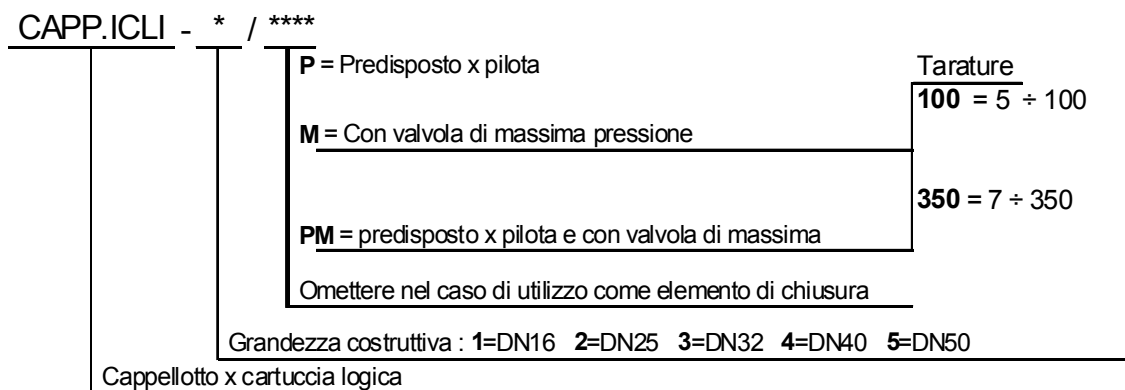 CAPP.ICLI - * / ****
P = Predisposto x pilota
Tarature
100 = 5 ÷ 100
M = Con valvola di massima pressione
350 = 7 ÷ 350
PM = predisposto x pilota e con valvola di massima
Omettere nel caso di utilizzo come elemento di chiusura
Grandezza costruttiva : 1=DN16 2=DN25 3=DN32 4=DN40 5=DN50
Cappellotto x cartuccia logica